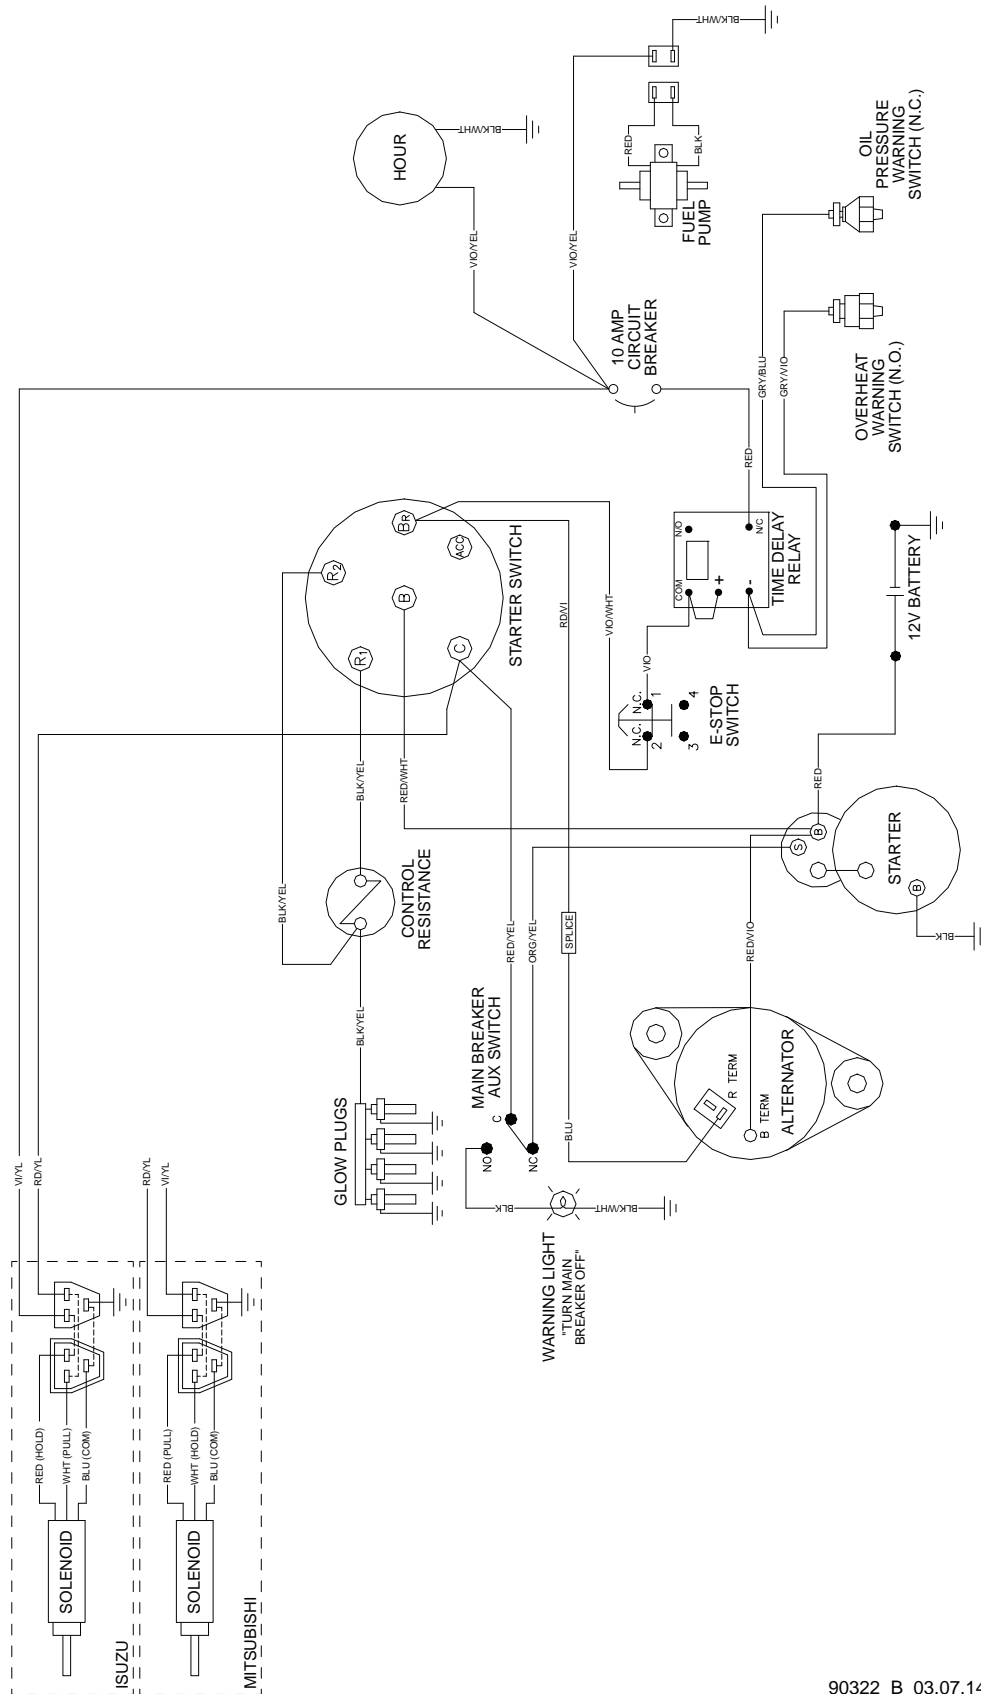 BLK/WHT
HOUR
BLK/WHT
VIO/YEL
VIO/YEL
RED
BLK
FUEL
PUMP
OIL
PRESSURE
WARNING
SWITCH (N.C.)
10 AMP
CIRCUIT
BREAKER
OVERHEAT
WARNING
SWITCH (N.O.)
GRY/BLU
GRY/VIO
RED
R2
BR
ACC
B
R1
C
STARTER SWITCH
N/O
N/C
COM
+
-
TIME DELAY
RELAY
12V BATTERY
RD/VI
VIO/WHT
VIO
N.C.
N.C.
1
2
3
4
E-STOP
SWITCH
BLK/YEL
RED/WHT
RED
BLK/YEL
CONTROL
RESISTANCE
S
B
B
STARTER
BLK
RED/YEL
ORG/YEL
SPLICE
RED/VIO
BLK/YEL
MAIN BREAKER
AUX SWITCH
GLOW PLUGS
C
NO
NC
BLU
R TERM
B TERM
ALTERNATOR
BLK
BLK/WHT
WARNING LIGHT
"TURN MAIN
BREAKER OFF"
VI/YL
RD/YL
RD/YL
VI/YL
RED (HOLD)
WHT (PULL)
BLU (COM)
RED (PULL)
WHT (HOLD)
BLU (COM)
SOLENOID
SOLENOID
ISUZU
MITSUBISHI
90322_B_03.07.14